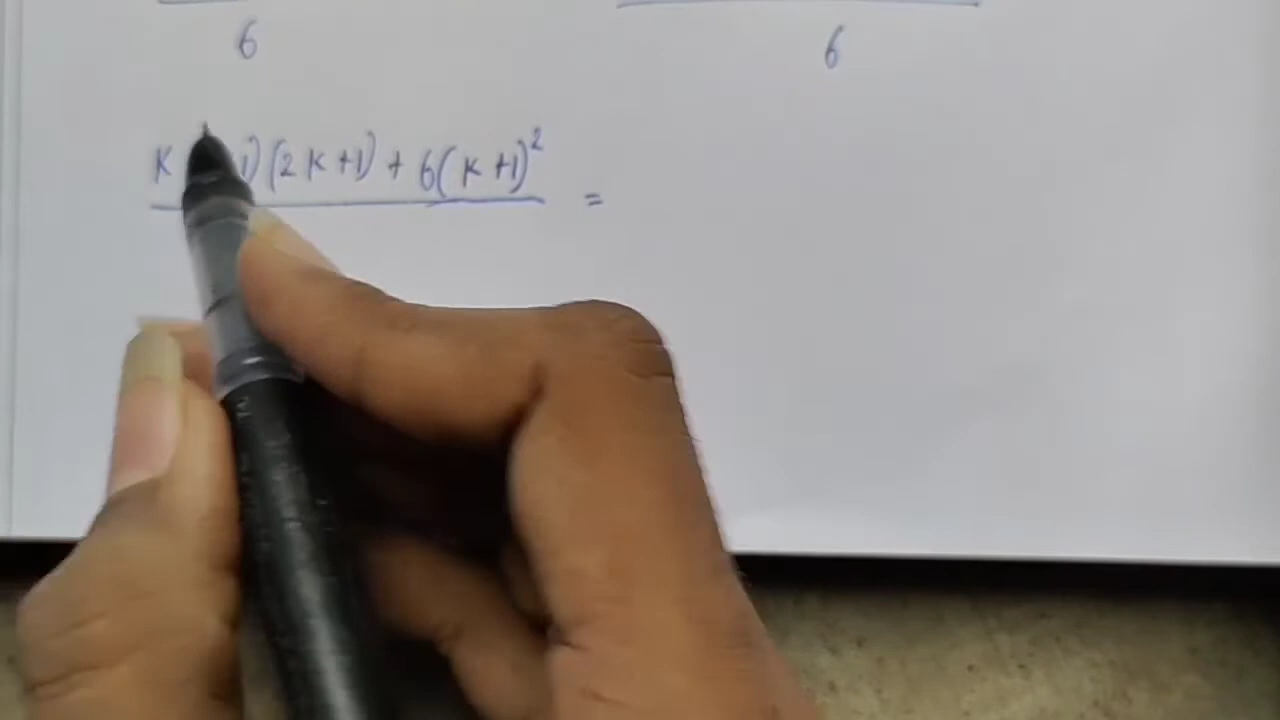 6 6
K 1)(2K+1) + 6(K+1)² =